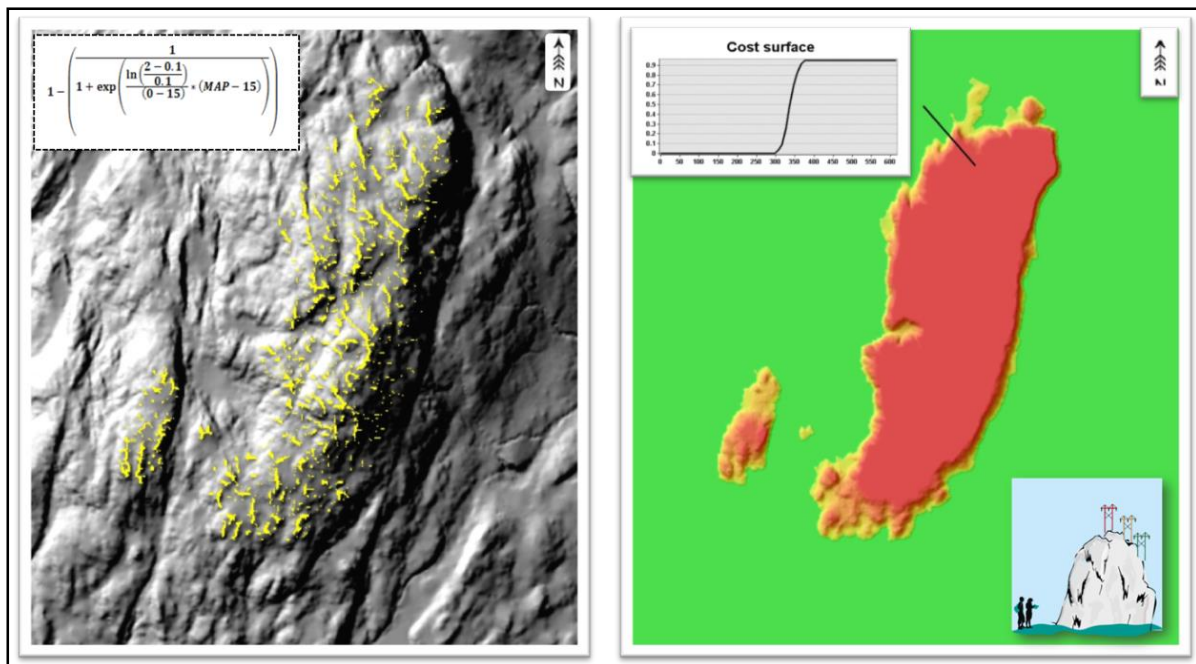 1 − ( 1 / ( 1 + exp ( ln ( (2 − 0.1) / 0.1 ) / (0 − 15) * (MAP − 15) ) ) )
N
Cost surface
0.9
0.8
0.7
0.6
0.5
0.4
0.3
0.2
0.1
0
0 50 100 150 200 250 300 350 400 450 500 550 600
N